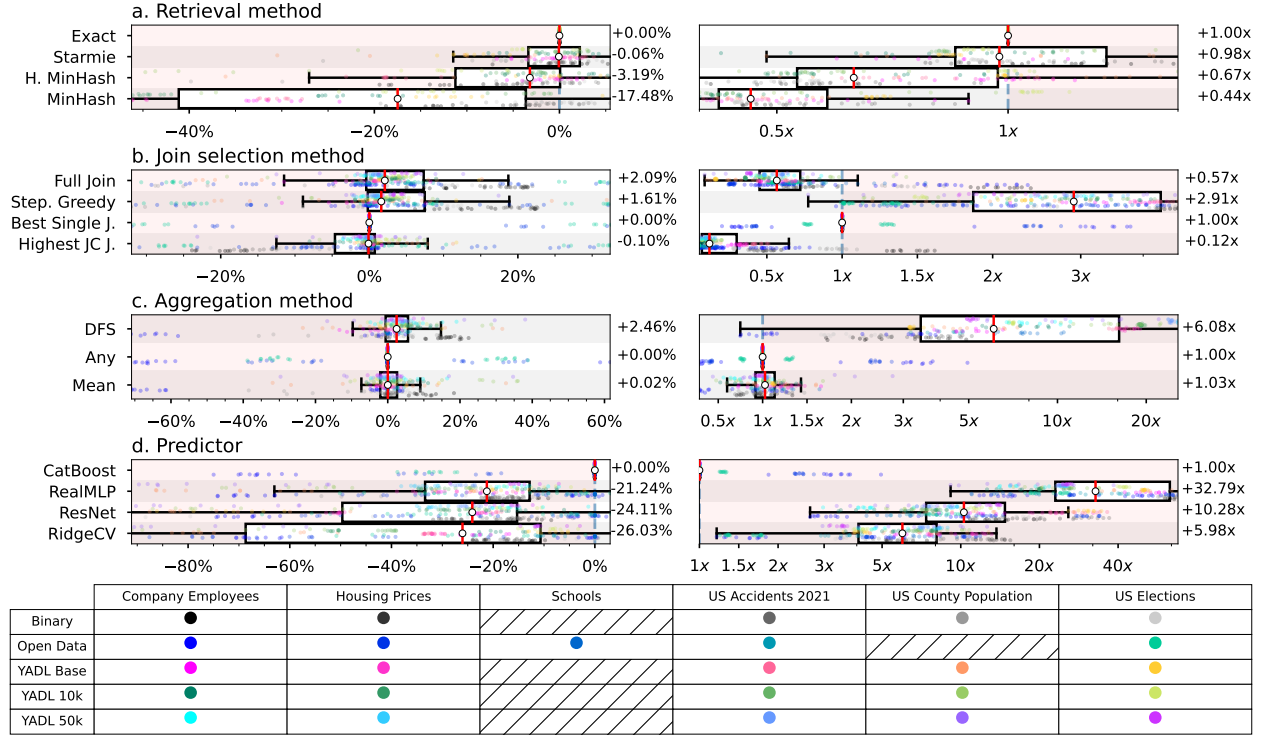 a. Retrieval method
Exact +0.00% +1.00x
Starmie -0.06% +0.98x
H. MinHash -3.19% +0.67x
MinHash -17.48% +0.44x
−40% −20% 0% 0.5x 1x
b. Join selection method
Full Join +2.09% +0.57x
Step. Greedy +1.61% +2.91x
Best Single J. +0.00% +1.00x
Highest JC J. -0.10% +0.12x
−20% 0% 20% 0.5x 1x 1.5x 2x 3x
c. Aggregation method
DFS +2.46% +6.08x
Any +0.00% +1.00x
Mean +0.02% +1.03x
−60% −40% −20% 0% 20% 40% 60% 0.5x 1x 1.5x 2x 3x 5x 10x 20x
d. Predictor
CatBoost +0.00% +1.00x
RealMLP -21.24% +32.79x
ResNet -24.11% +10.28x
RidgeCV -26.03% +5.98x
−80% −60% −40% −20% 0% 1x 1.5x 2x 3x 5x 10x 20x 40x
Company Employees Housing Prices Schools US Accidents 2021 US County Population US Elections
Binary
Open Data
YADL Base
YADL 10k
YADL 50k